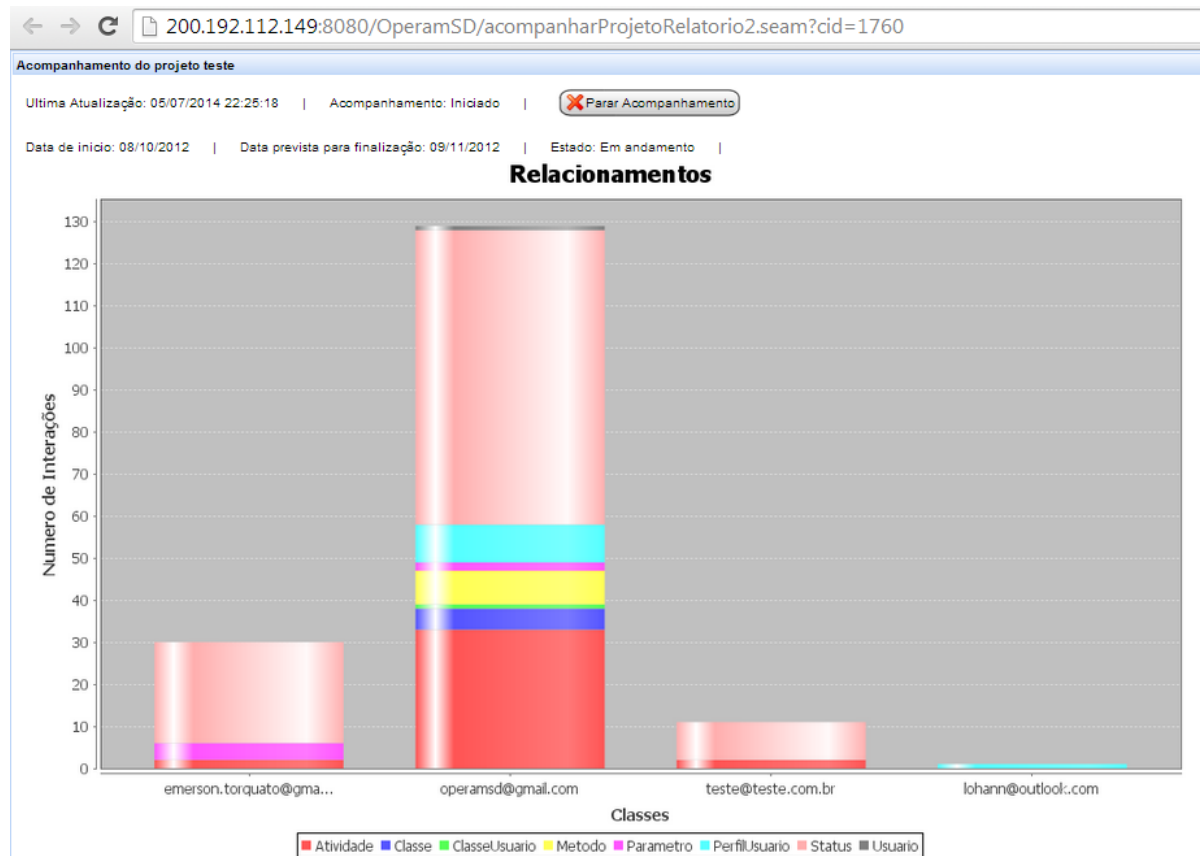 200.192.112.149:8080/OperamSD/acompanharProjetoRelatorio2.seam?cid=1760
Acompanhamento do projeto teste
Ultima Atualização: 05/07/2014 22:25:18 | Acompanhamento: Iniciado | Parar Acompanhamento
Data de inicio: 08/10/2012 | Data prevista para finalização: 09/11/2012 | Estado: Em andamento |
Relacionamentos
130
120
110
100
90
80
70
60
50
40
30
20
10
0
Numero de Interações
emerson.torquato@gma... operamsd@gmail.com teste@teste.com.br lohann@outlook.com
Classes
Atividade Classe ClasseUsuario Metodo Parametro PerfilUsuario Status Usuario